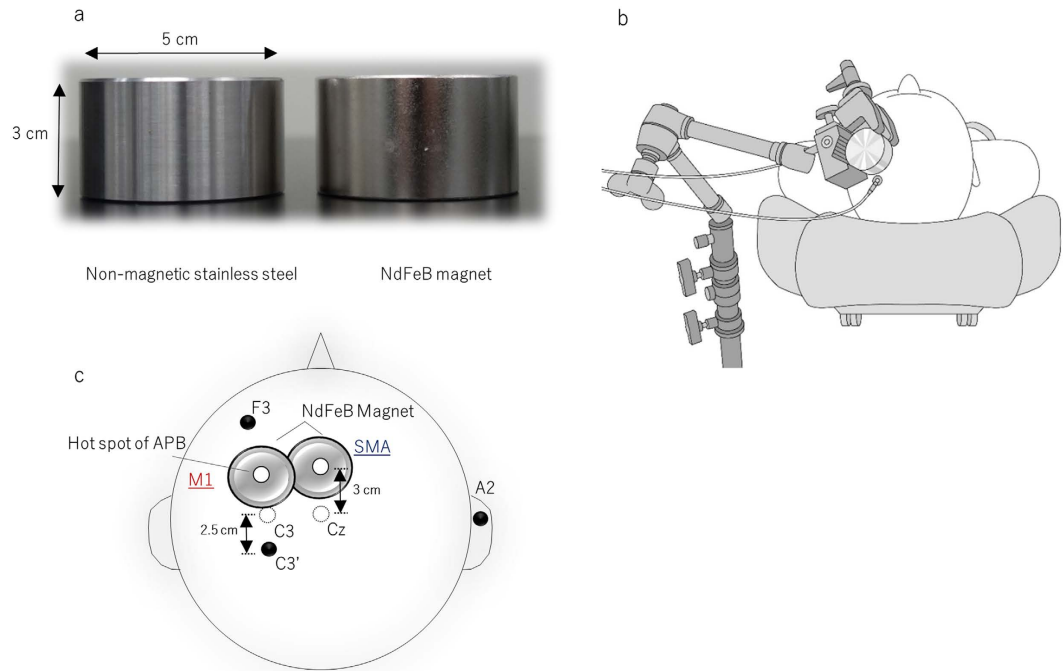 a
5 cm
3 cm
Non-magnetic stainless steel
NdFeB magnet
b
c
F3
NdFeB Magnet
Hot spot of APB
SMA
M1
3 cm
A2
2.5 cm
C3
Cz
C3'